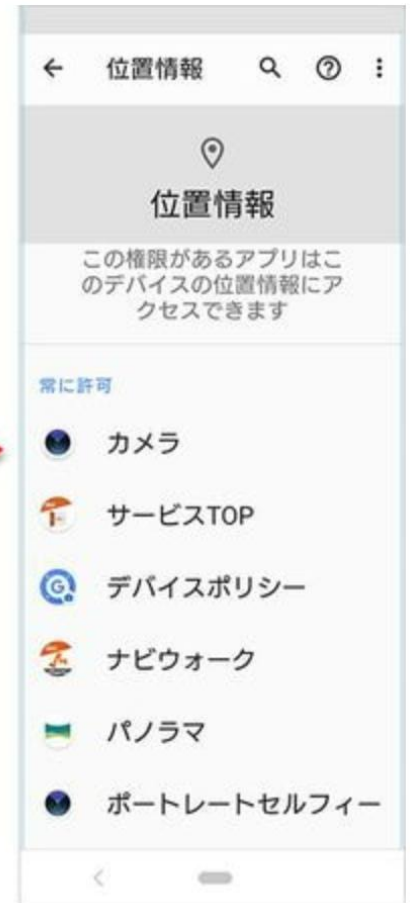 位置情報
位置情報
この権限があるアプリはこ
のデバイスの位置情報にア
クセスできます
常に許可
カメラ
サービスTOP
デバイスポリシー
ナビウォーク
パノラマ
ポートレートセルフィー